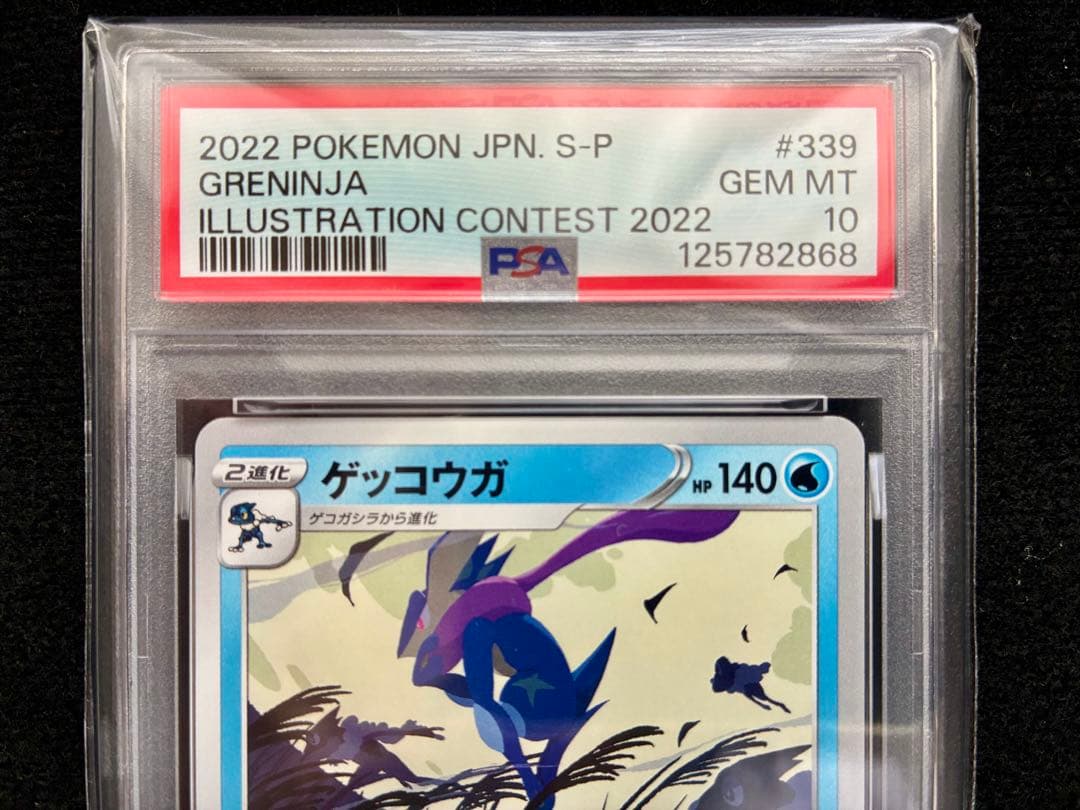 2022 POKEMON JPN. S-P #339
GRENINJA GEM MT
ILLUSTRATION CONTEST 2022 10
PSA 125782868
2進化 ゲッコウガ HP 140
ゲコガシラから進化